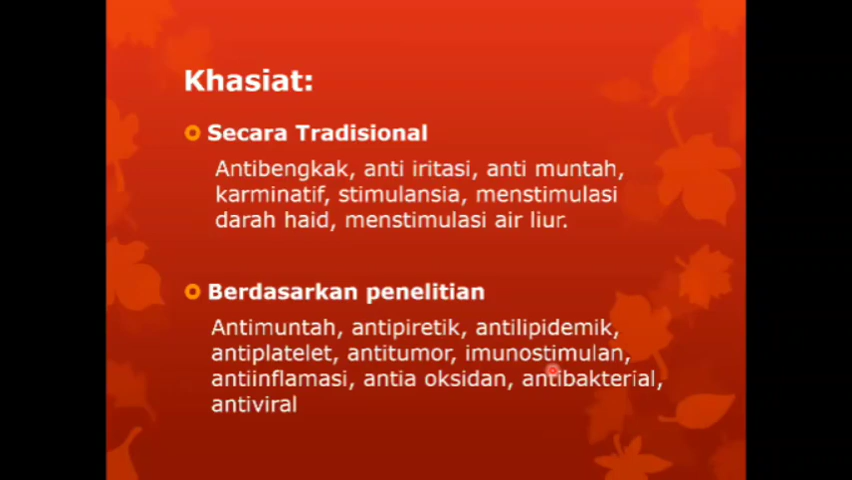 Khasiat:
Secara Tradisional
Antibengkak, anti iritasi, anti muntah,
karminatif, stimulansia, menstimulasi
darah haid, menstimulasi air liur.
Berdasarkan penelitian
Antimuntah, antipiretik, antilipidemik,
antiplatelet, antitumor, imunostimulan,
antiinflamasi, antia oksidan, antibakterial,
antiviral